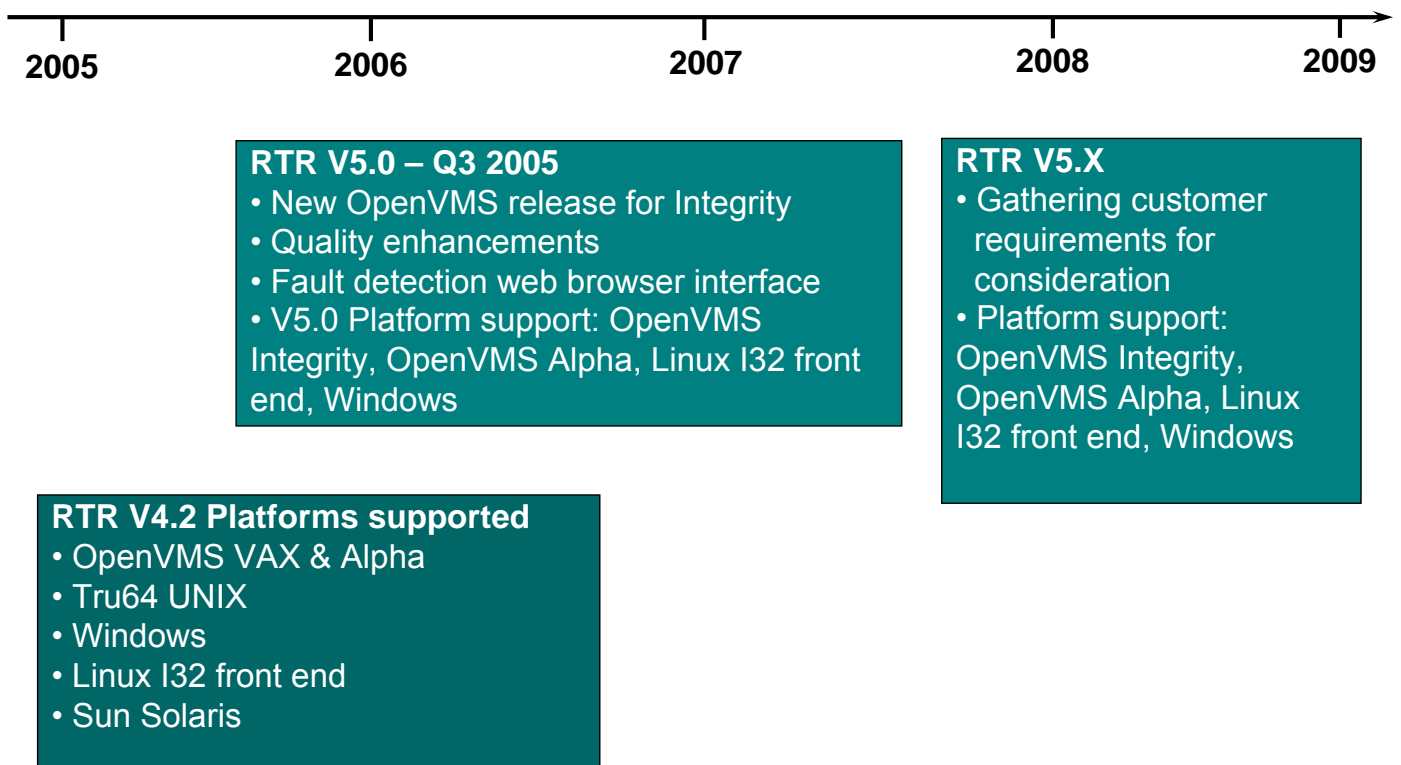 2005 2006 2007 2008 2009
RTR V5.0 – Q3 2005
• New OpenVMS release for Integrity
• Quality enhancements
• Fault detection web browser interface
• V5.0 Platform support: OpenVMS
Integrity, OpenVMS Alpha, Linux I32 front
end, Windows
RTR V5.X
• Gathering customer
requirements for
consideration
• Platform support:
OpenVMS Integrity,
OpenVMS Alpha, Linux
I32 front end, Windows
RTR V4.2 Platforms supported
• OpenVMS VAX & Alpha
• Tru64 UNIX
• Windows
• Linux I32 front end
• Sun Solaris